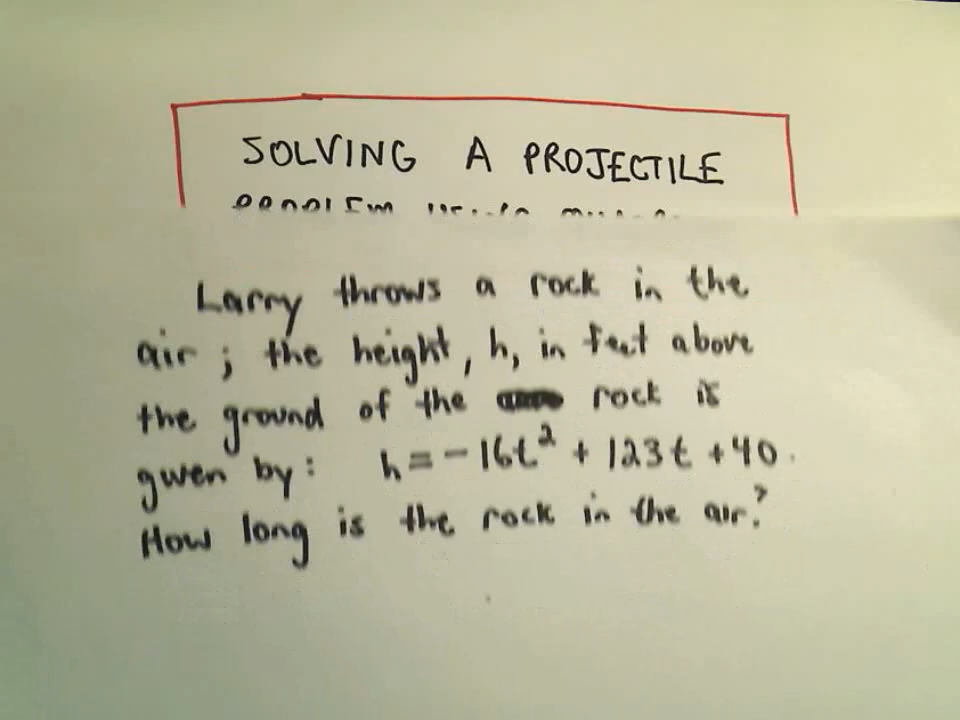 SOLVING A PROJECTILE
Larry throws a rock in the
air; the height, h, in feet above
the ground of the rock is
given by: h = -16t² + 123t + 40.
How long is the rock in the air?